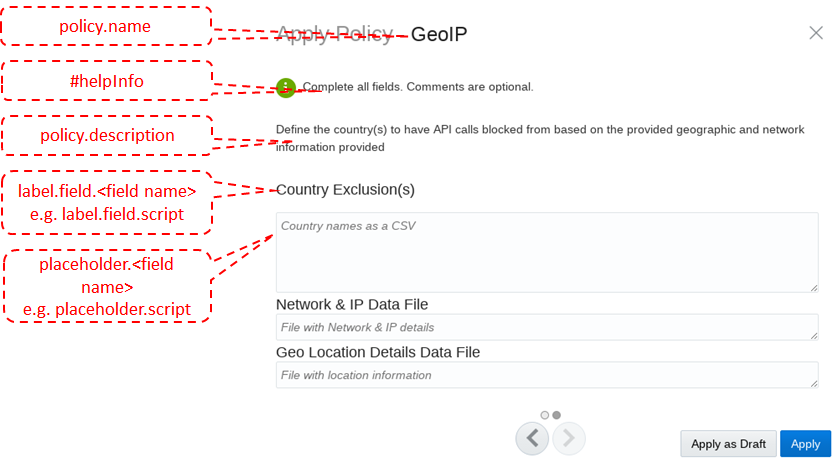 policy.name
Apply Policy - GeoIP
#helpInfo
Complete all fields. Comments are optional.
policy.description
Define the country(s) to have API calls blocked from based on the provided geographic and network
information provided
label.field.<field name>
e.g. label.field.script
Country Exclusion(s)
Country names as a CSV
placeholder.<field
name>
e.g. placeholder.script
Network & IP Data File
File with Network & IP details
Geo Location Details Data File
File with location information
Apply as Draft
Apply